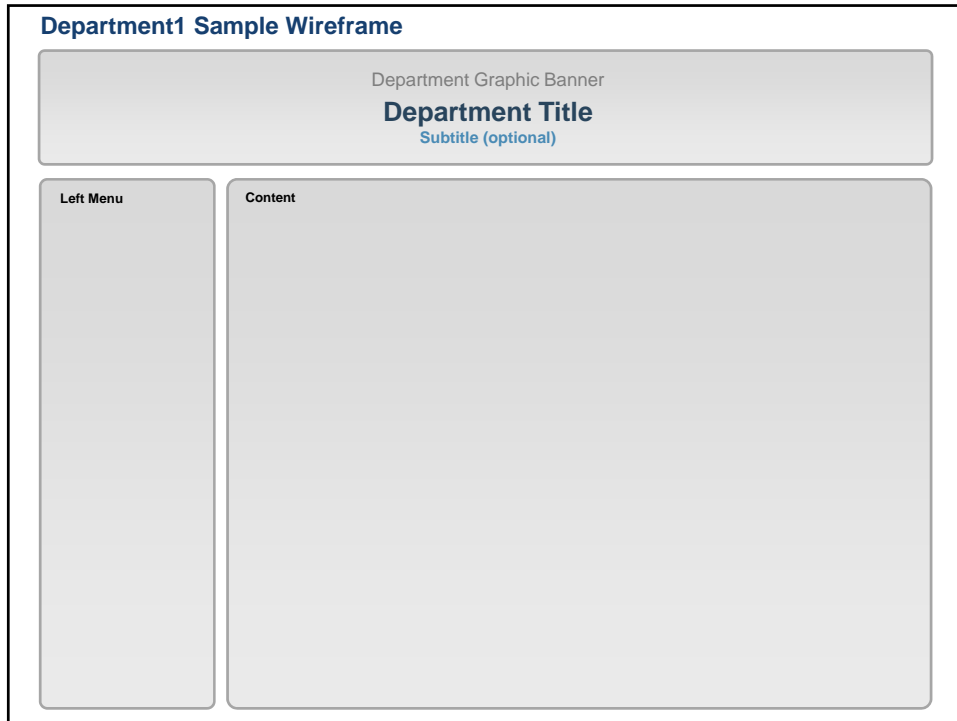 Department1 Sample Wireframe
Department Graphic Banner
Department Title
Subtitle (optional)
Left Menu
Content